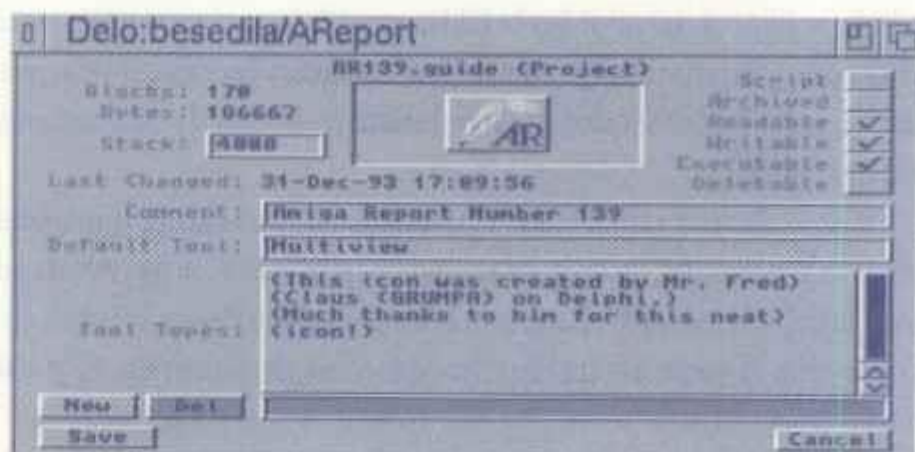 Delo:besedila/AReport
AR139.guide (Project)
Blocks: 170
Bytes: 106667
Stack: 4000
Script
Archived
Readable
Writable
Executable
Deletable
AR
Last Changed: 31-Dec-93 17:09:56
Comment: Amiga Report Number 139
Default Tool: Multiview
Tool Types:
(This icon was created by Mr. Fred)
(Claus (GRUMPA) on Delphi.)
(Much thanks to him for this neat)
(icon!)
New Del
Save Cancel